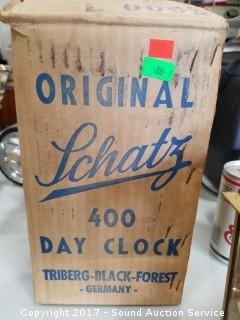 ORIGINAL
Schatz
400
DAY CLOCK
TRIBERG-BLACK-FOREST
- GERMANY -
Copyright 2017 - Sound Auction Service